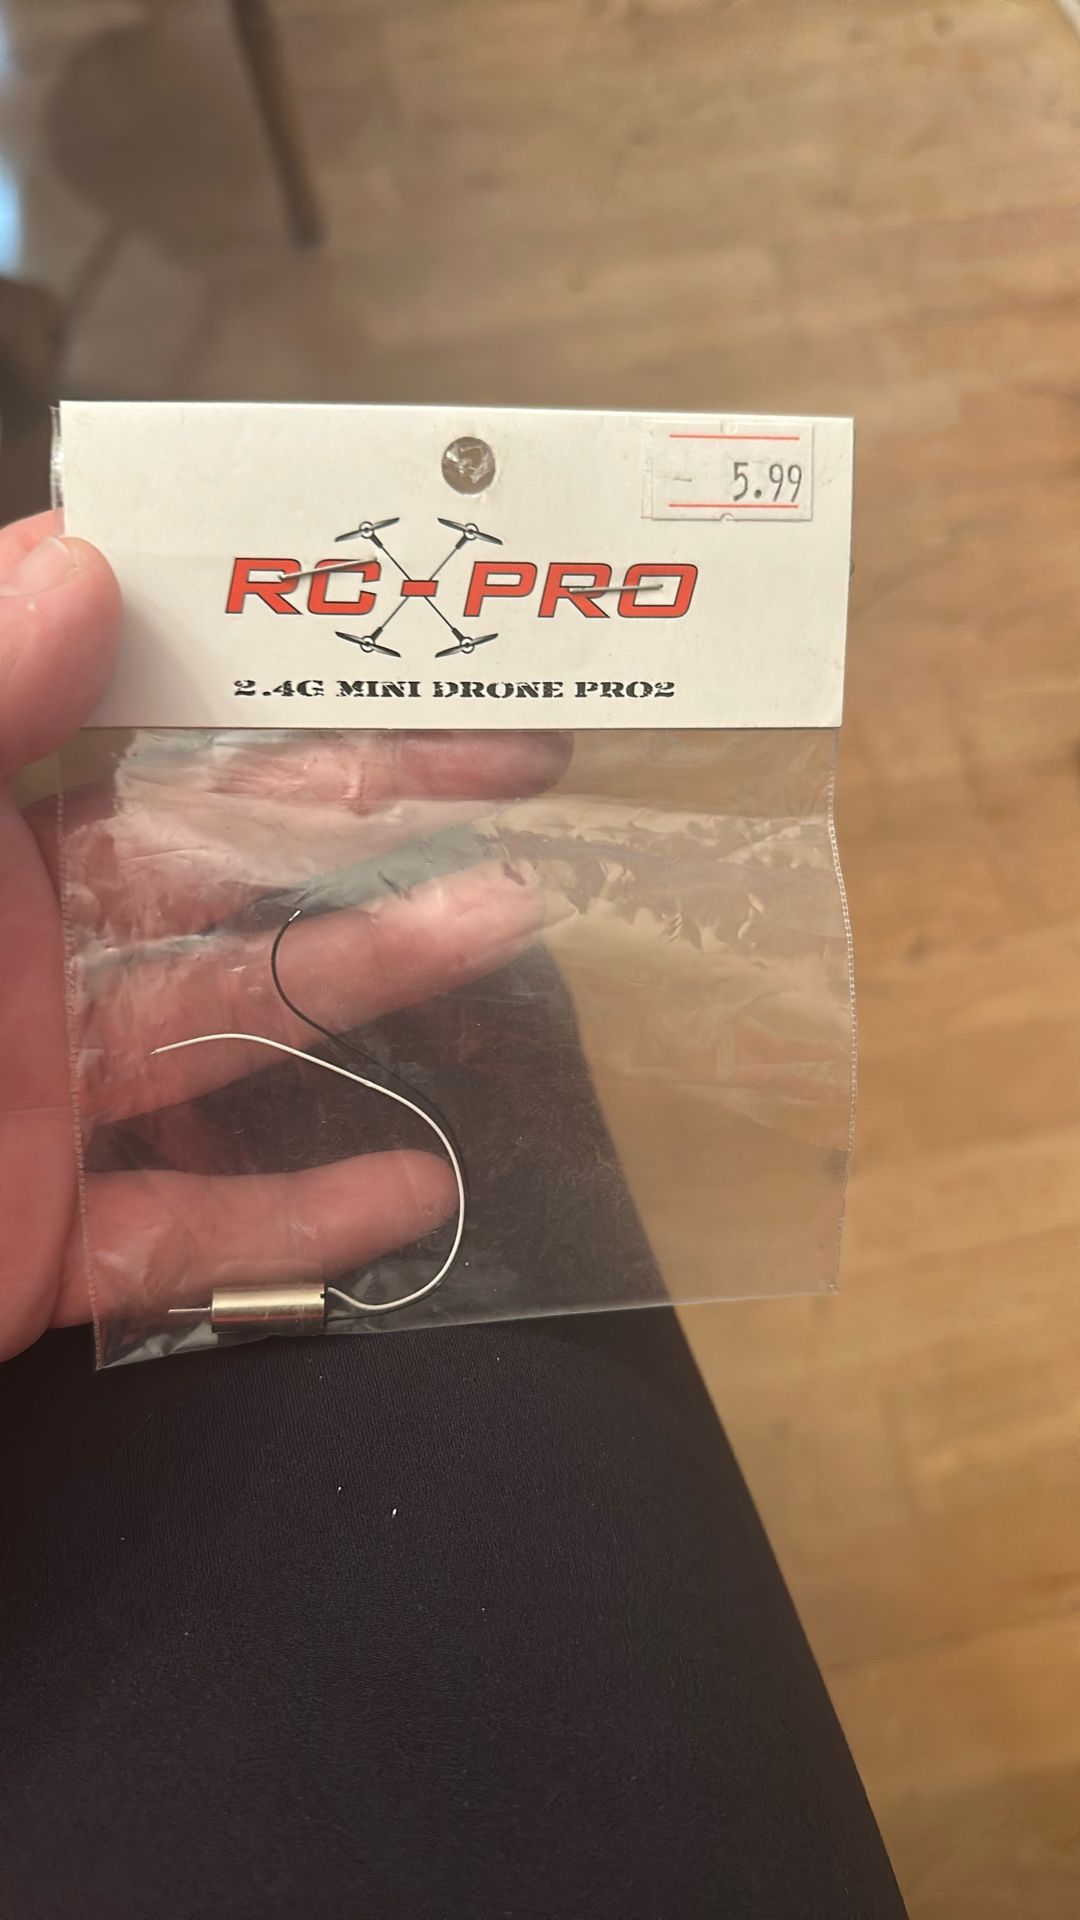 5.99
RC-PRO
2.4G MINI DRONE PRO2